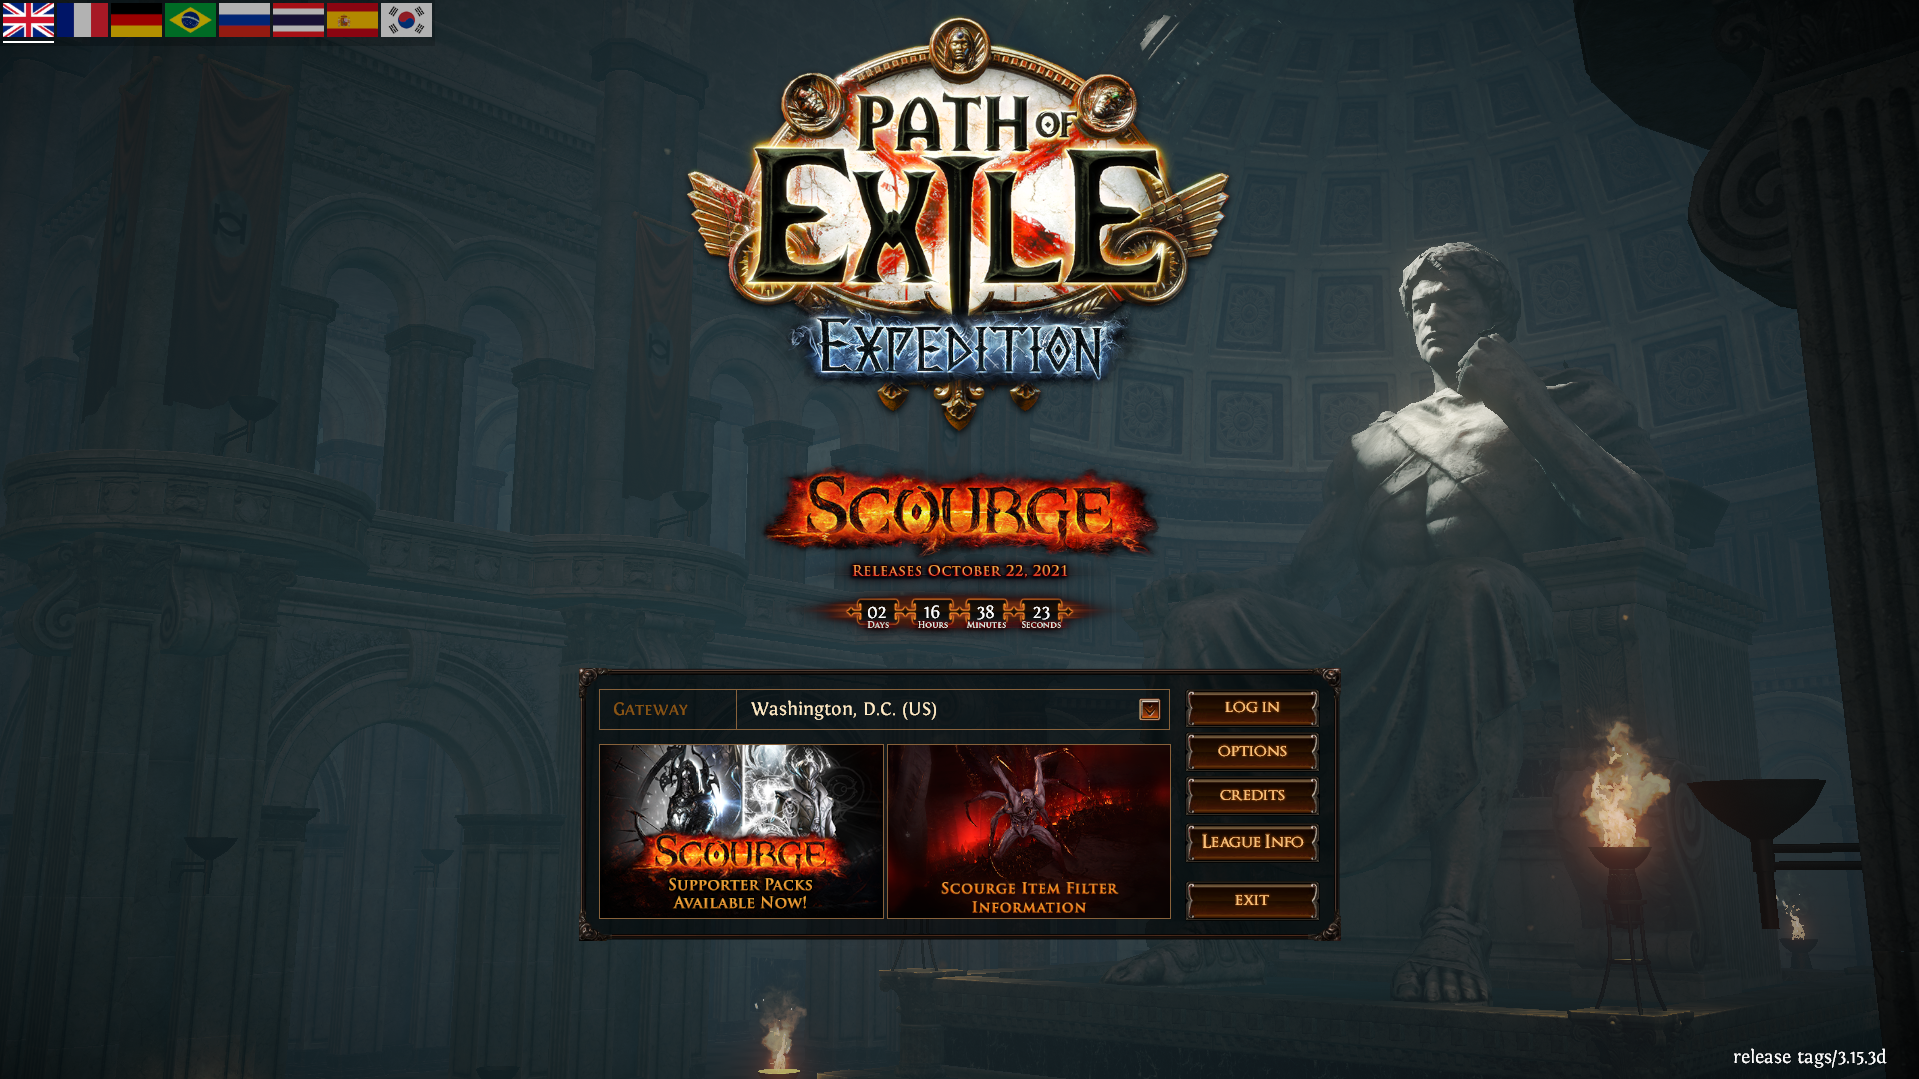 PATH OF
EXILE
EXPEDITION
SCOURGE
RELEASES OCTOBER 22, 2021
02 16 38 23
DAYS HOURS MINUTES SECONDS
GATEWAY Washington, D.C. (US)
LOG IN
OPTIONS
CREDITS
LEAGUE INFO
EXIT
SCOURGE
SUPPORTER PACKS
AVAILABLE NOW!
SCOURGE ITEM FILTER
INFORMATION
release tags/3.15.3d